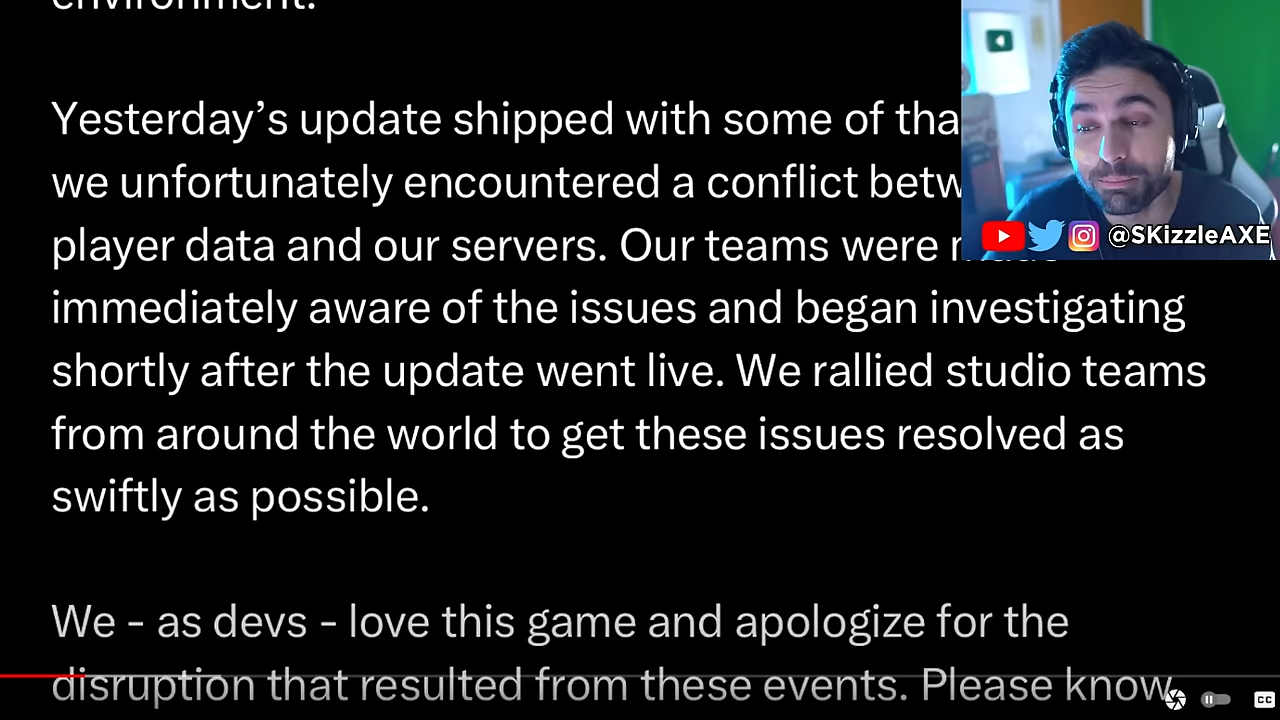 environment.
Yesterday’s update shipped with some of
we unfortunately encountered a conflict
player data and our servers. Our teams were
immediately aware of the issues and began investigating
shortly after the update went live. We rallied studio teams
from around the world to get these issues resolved as
swiftly as possible.
We - as devs - love this game and apologize for the
disruption that resulted from these events. Please know
@SKizzleAXE
CC